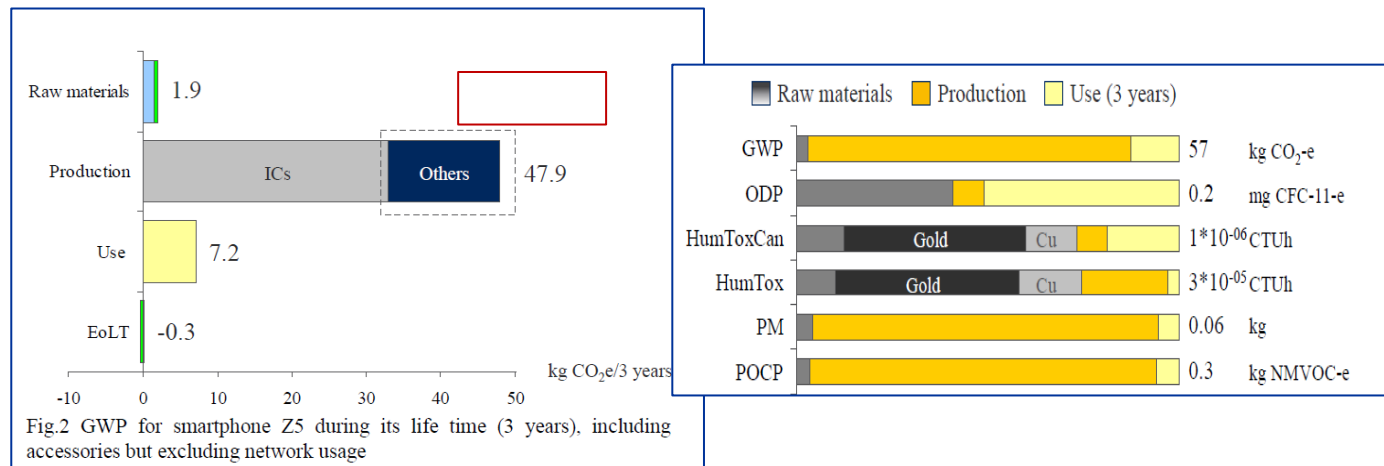 Raw materials
1.9
Production
ICs
Others
47.9
Use
7.2
EoLT
-0.3
kg CO₂e/3 years
-10 0 10 20 30 40 50
Fig.2 GWP for smartphone Z5 during its life time (3 years), including
accessories but excluding network usage
Raw materials Production Use (3 years)
GWP 57 kg CO₂-e
ODP 0.2 mg CFC-11-e
HumToxCan Gold Cu 1*10⁻⁰⁶ CTUh
HumTox Gold Cu 3*10⁻⁰⁵ CTUh
PM 0.06 kg
POCP 0.3 kg NMVOC-e